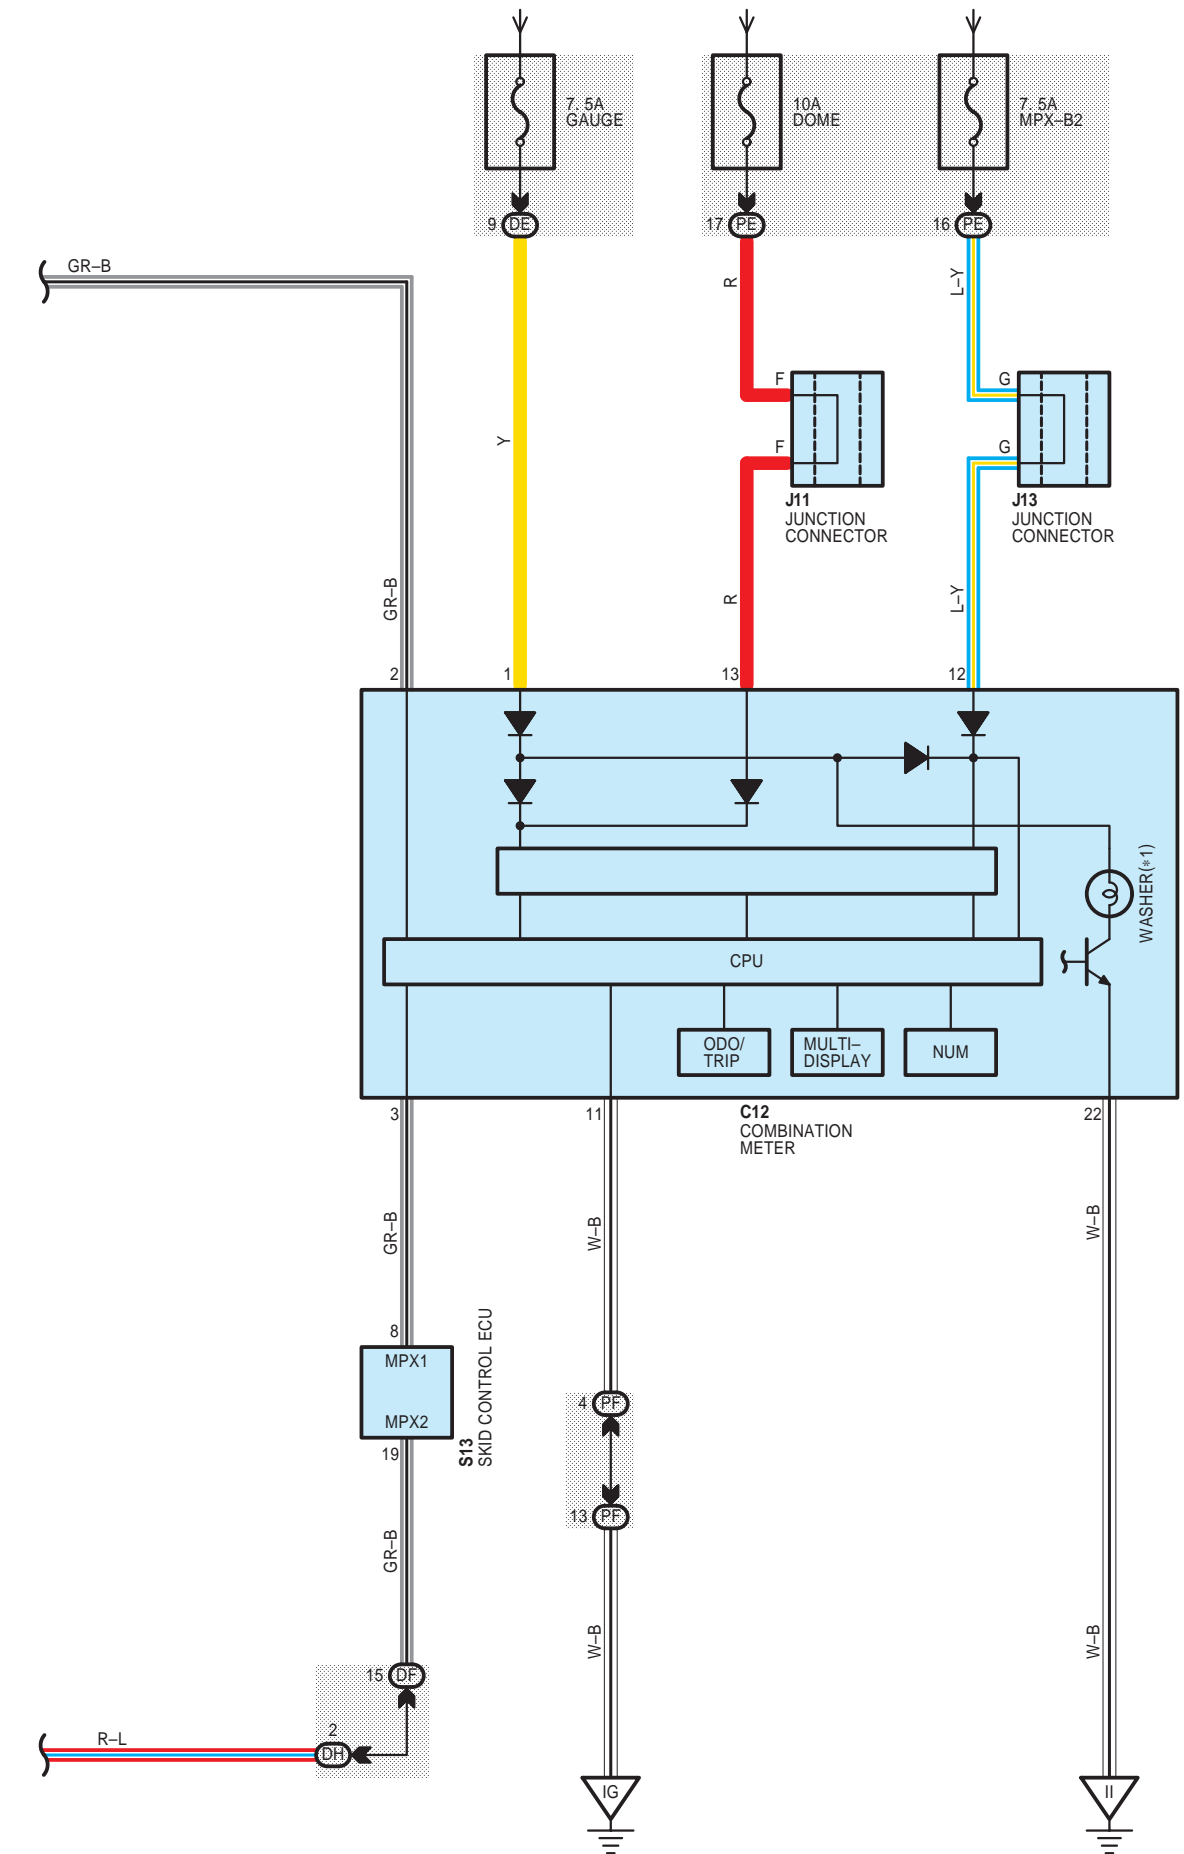 7. 5A
GAUGE
10A
DOME
7. 5A
MPX–B2
9 DE
17 PE
16 PE
GR–B
R
L–Y
Y
F
F
J11
JUNCTION
CONNECTOR
G
G
J13
JUNCTION
CONNECTOR
GR–B
R
L–Y
2
1
13
12
WASHER(*1)
CPU
ODO/
TRIP
MULTI–
DISPLAY
NUM
3
11
C12
COMBINATION
METER
22
GR–B
W–B
W–B
8
MPX1
MPX2
S13
SKID CONTROL ECU
19
4 PF
13 PF
GR–B
W–B
W–B
15 DF
2
DH
R–L
IG
II